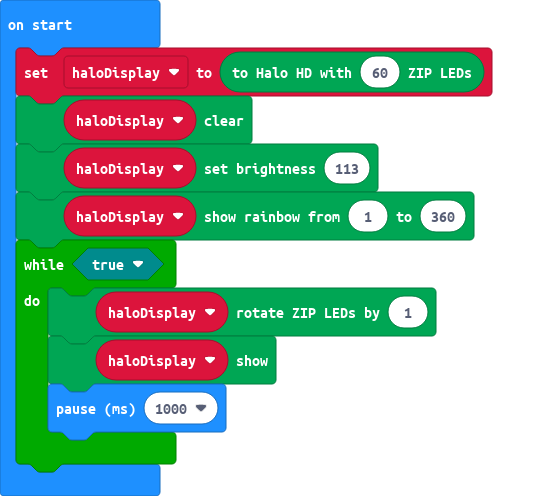 on start
set haloDisplay to to Halo HD with 60 ZIP LEDs
haloDisplay clear
haloDisplay set brightness 113
haloDisplay show rainbow from 1 to 360
while true
do haloDisplay rotate ZIP LEDs by 1
haloDisplay show
pause (ms) 1000